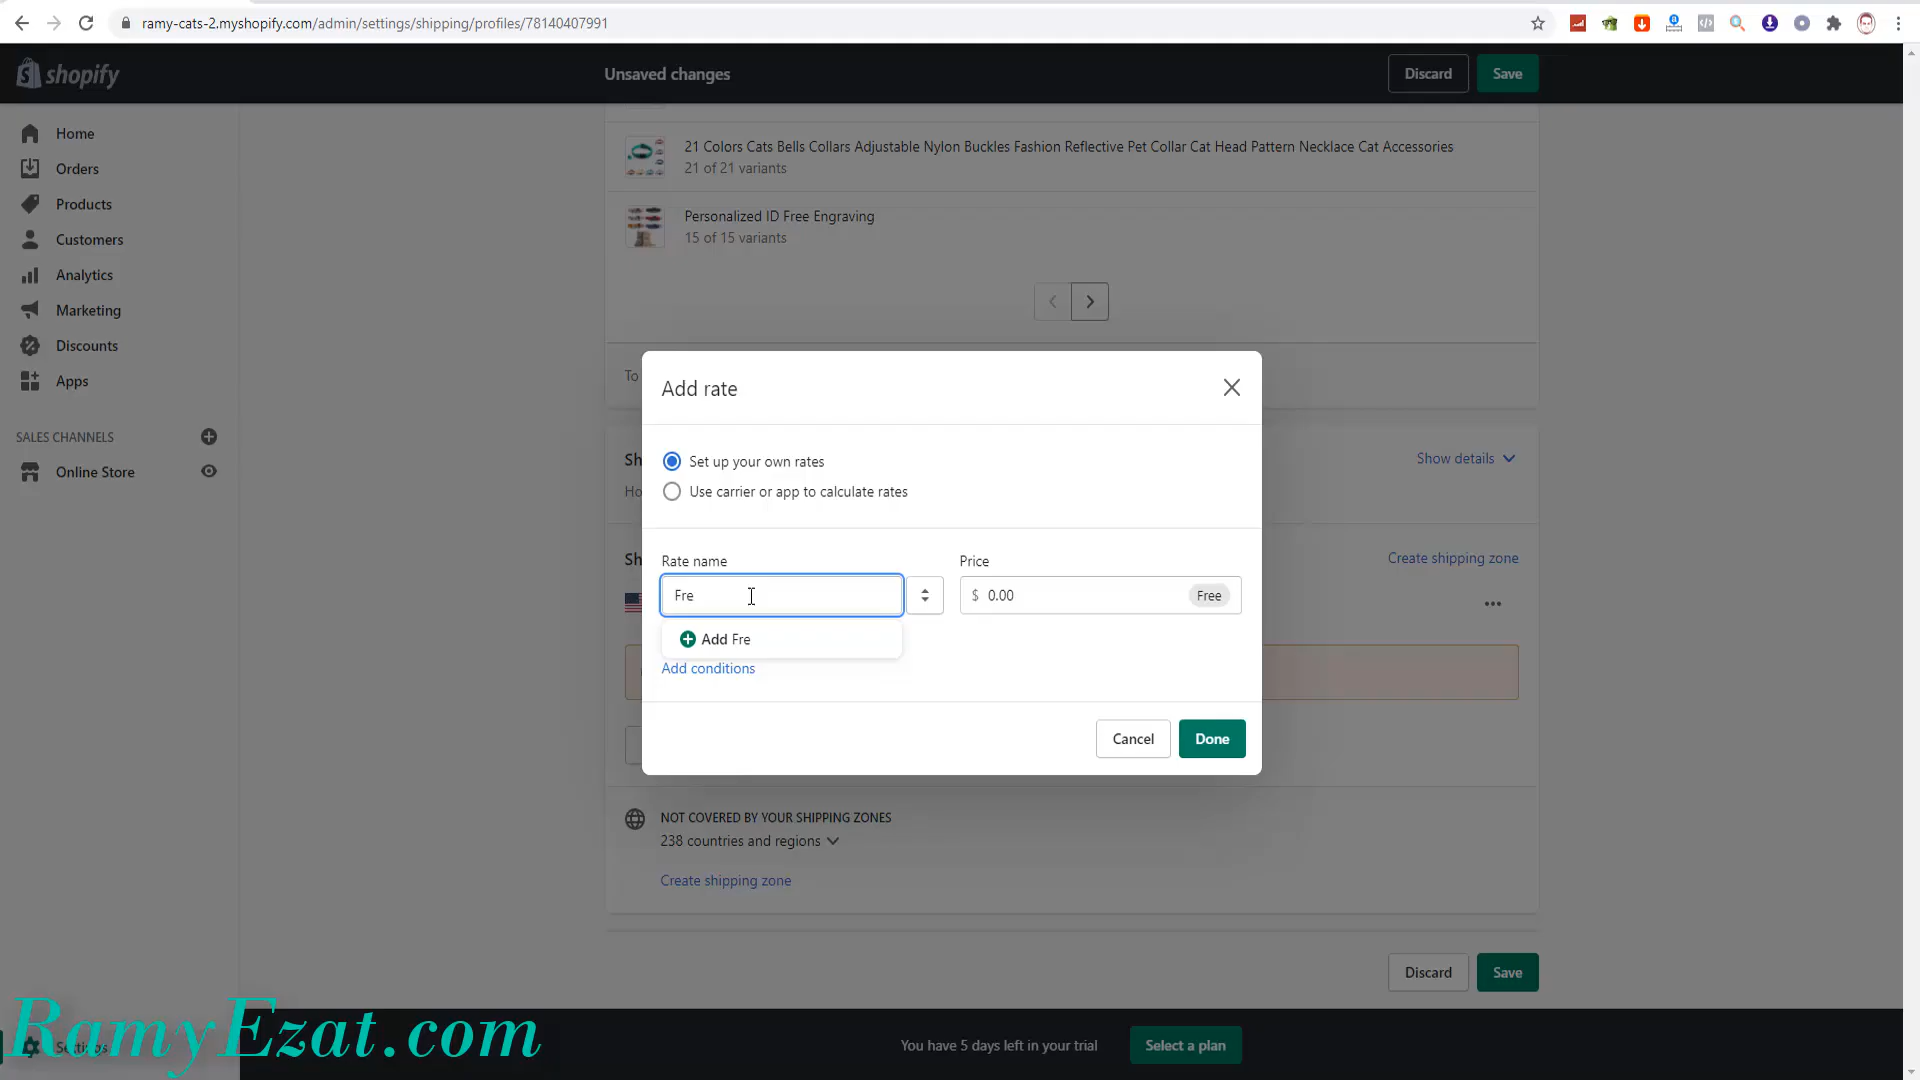 ramy-cats-2.myshopify.com/admin/settings/shipping/profiles/78140407991
shopify
Unsaved changes
Discard
Save
Home
Orders
Products
Customers
Analytics
Marketing
Discounts
Apps
SALES CHANNELS
Online Store
21 Colors Cats Bells Collars Adjustable Nylon Buckles Fashion Reflective Pet Collar Cat Head Pattern Necklace Cat Accessories
21 of 21 variants
Personalized ID Free Engraving
15 of 15 variants
To
Add rate
Set up your own rates
Use carrier or app to calculate rates
Sh
Show details
Ho
Rate name
Price
Sh
Create shipping zone
Fre
$ 0.00
Free
Add Fre
Add conditions
Cancel
Done
NOT COVERED BY YOUR SHIPPING ZONES
238 countries and regions
Create shipping zone
Discard
Save
Settings
RamyEzat.com
You have 5 days left in your trial
Select a plan